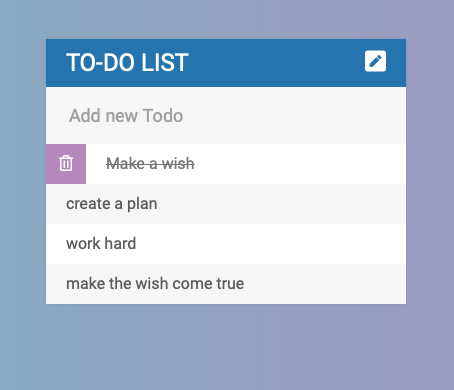 TO-DO LIST
Add new Todo
Make a wish
create a plan
work hard
make the wish come true